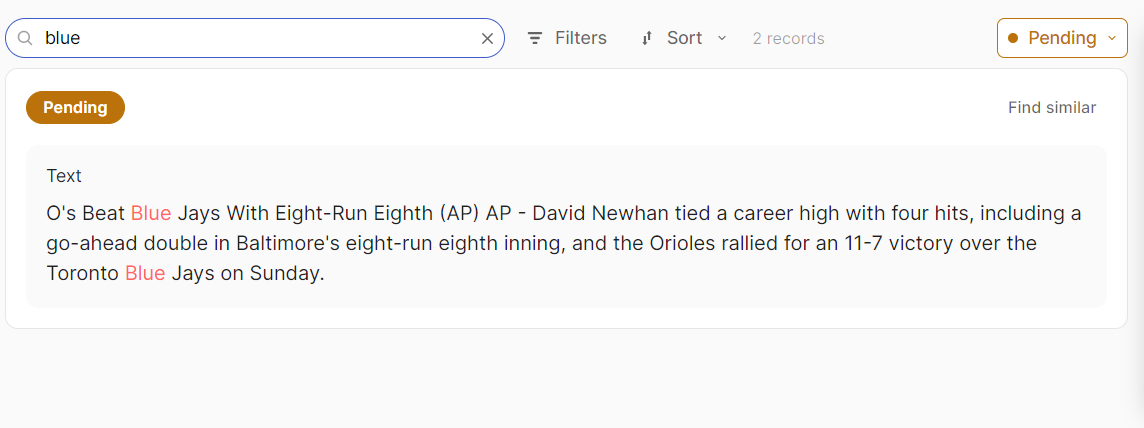 blue
Filters
Sort
2 records
Pending
Pending
Find similar
Text
O's Beat Blue Jays With Eight-Run Eighth (AP) AP - David Newhan tied a career high with four hits, including a
go-ahead double in Baltimore's eight-run eighth inning, and the Orioles rallied for an 11-7 victory over the
Toronto Blue Jays on Sunday.